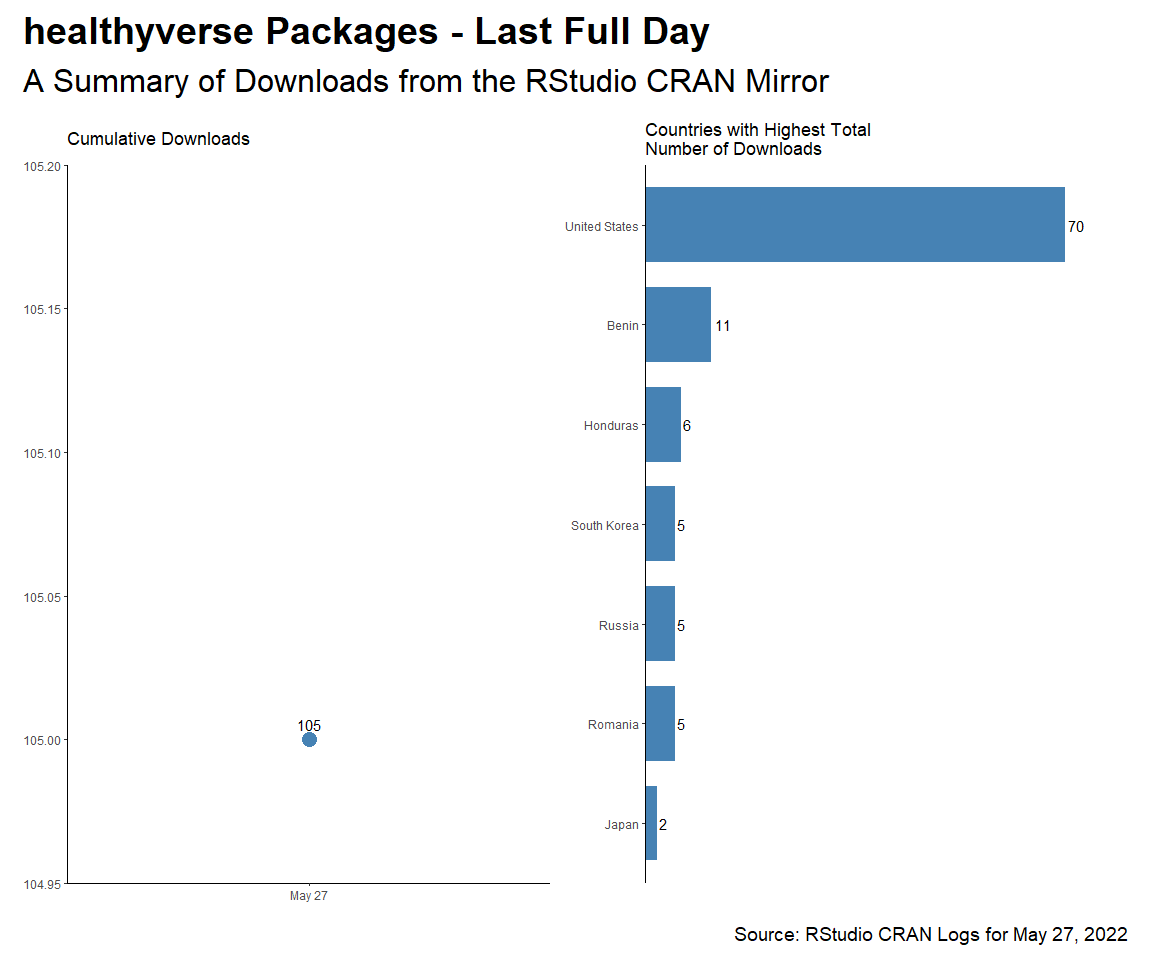 healthyverse Packages - Last Full Day
A Summary of Downloads from the RStudio CRAN Mirror
Cumulative Downloads
105.20
105.15
105.10
105.05
105.00
104.95
105
May 27
Countries with Highest Total
Number of Downloads
United States 70
Benin 11
Honduras 6
South Korea 5
Russia 5
Romania 5
Japan 2
Source: RStudio CRAN Logs for May 27, 2022